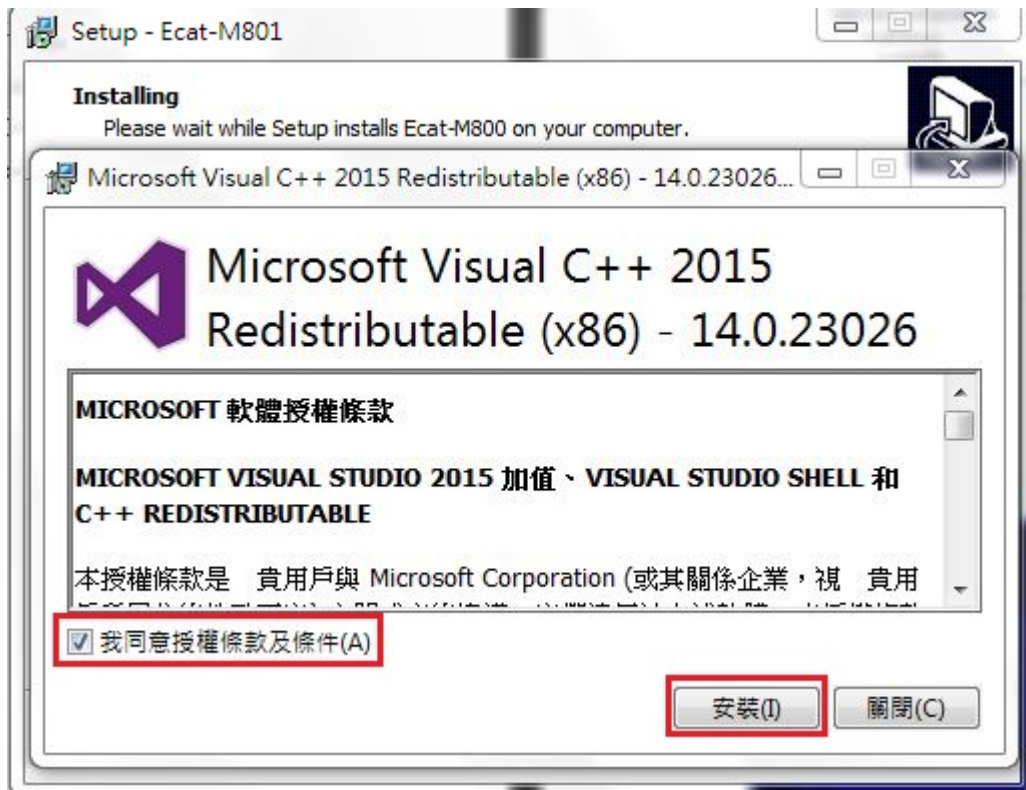 Setup - Ecat-M801
Installing
Please wait while Setup installs Ecat-M800 on your computer.
Microsoft Visual C++ 2015 Redistributable (x86) - 14.0.23026...
Microsoft Visual C++ 2015
Redistributable (x86) - 14.0.23026
MICROSOFT 軟體授權條款
MICROSOFT VISUAL STUDIO 2015 加值、VISUAL STUDIO SHELL 和
C++ REDISTRIBUTABLE
本授權條款是 貴用戶與 Microsoft Corporation (或其關係企業，視 貴用
我同意授權條款及條件(A)
安裝(I)
關閉(C)